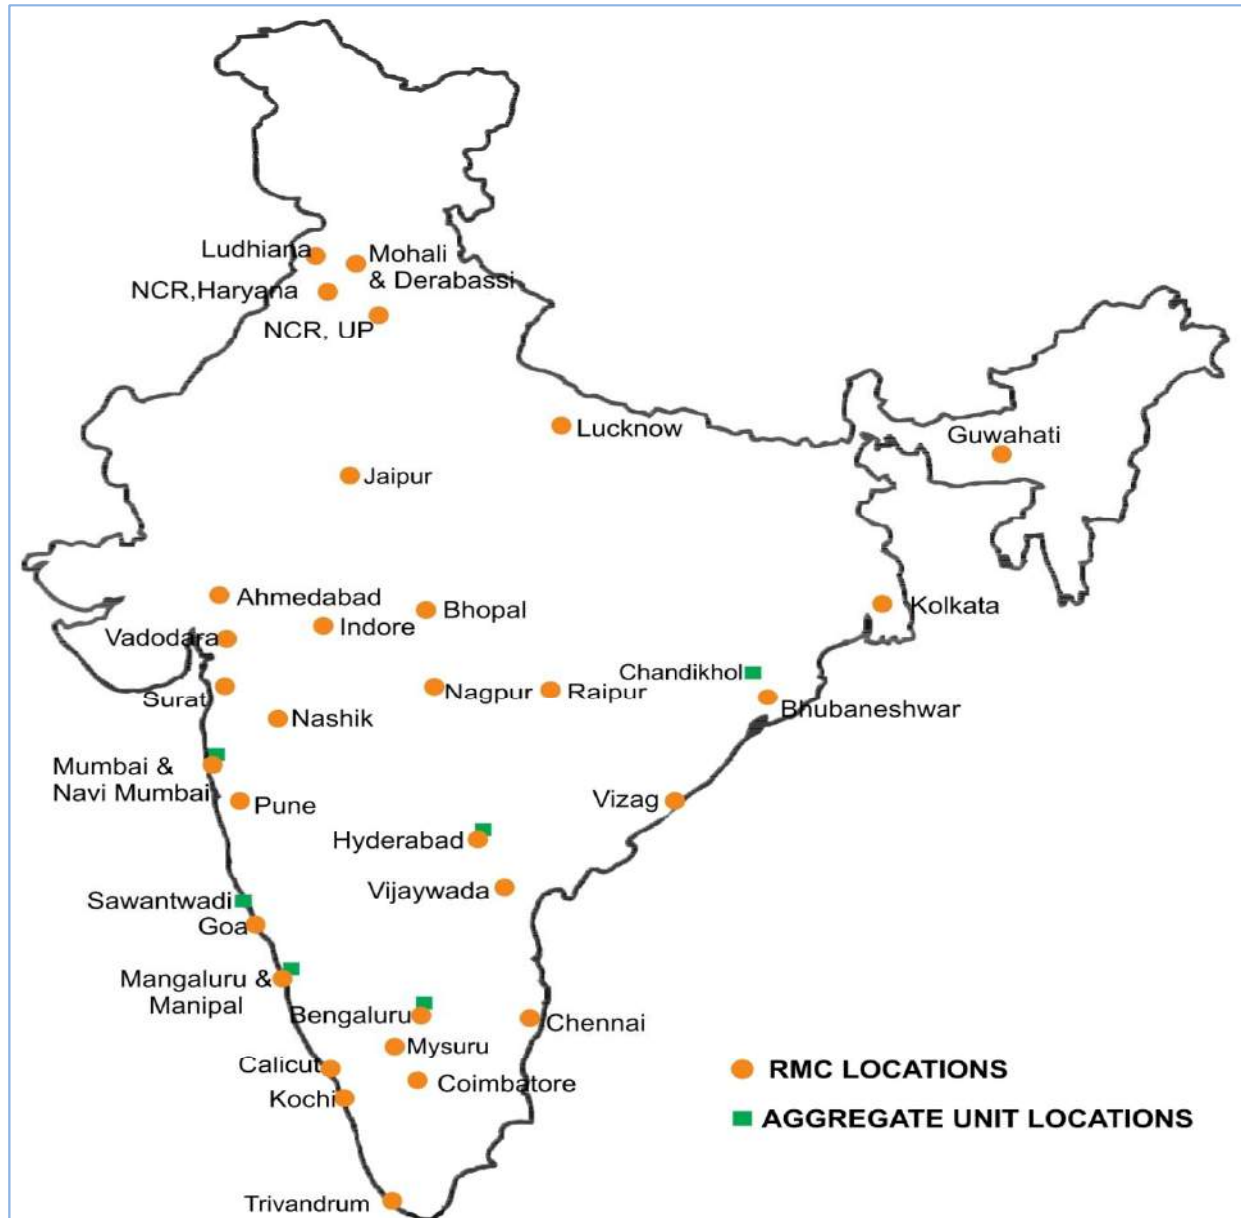 Ludhiana
Mohali
& Derabassi
NCR,Haryana
NCR, UP
Lucknow
Guwahati
Jaipur
Ahmedabad
Bhopal
Kolkata
Indore
Vadodara
Chandikhol
Surat
Nagpur
Raipur
Bhubaneshwar
Nashik
Mumbai &
Navi Mumbai
Pune
Vizag
Hyderabad
Vijaywada
Sawantwadi
Goa
Mangaluru &
Manipal
Bengaluru
Chennai
Mysuru
Calicut
Coimbatore
Kochi
Trivandrum
RMC LOCATIONS
AGGREGATE UNIT LOCATIONS